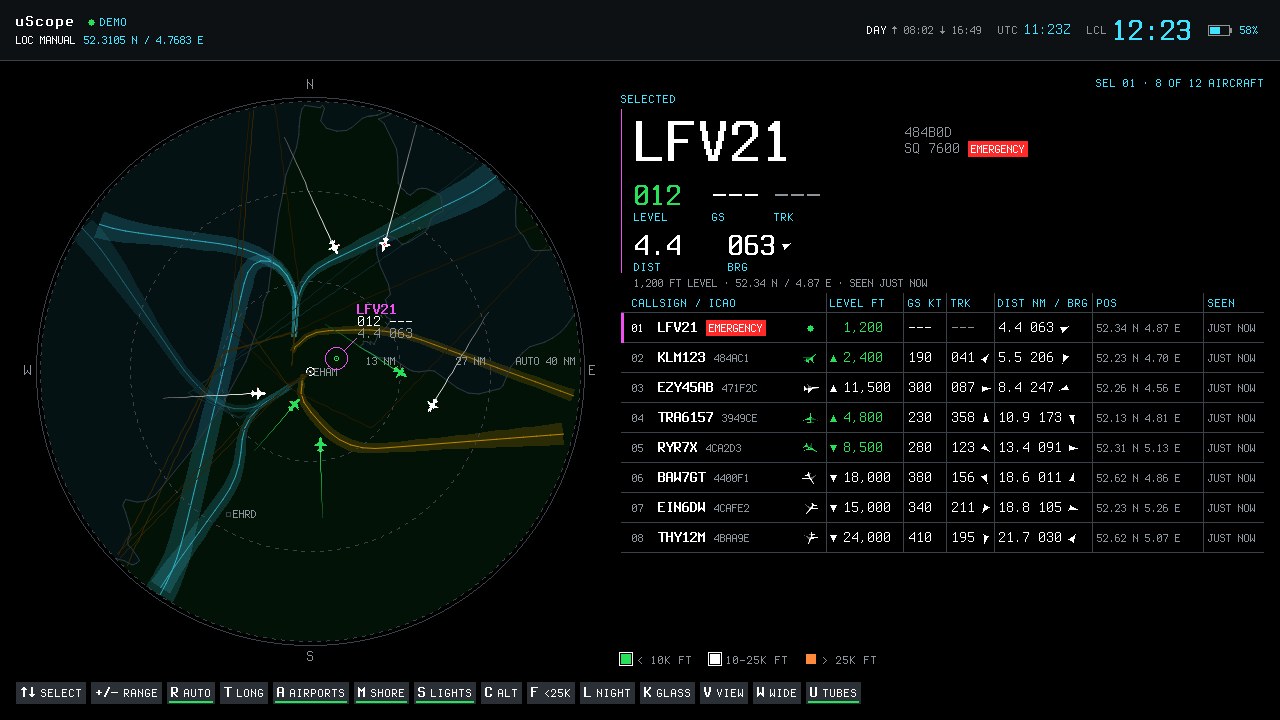 uScope DEMO
LOC MANUAL 52.3105 N / 4.7683 E
DAY ↑ 08:02 ↓ 16:49 UTC 11:23Z LCL 12:23 58%
SEL 01 · 8 OF 12 AIRCRAFT
SELECTED
LFV21
484B0D
SQ 7600 EMERGENCY
012 --- ---
LEVEL GS TRK
4.4 063
DIST BRG
1,200 FT LEVEL · 52.34 N / 4.87 E · SEEN JUST NOW
CALLSIGN / ICAO LEVEL FT GS KT TRK DIST NM / BRG POS SEEN
01 LFV21 EMERGENCY 1,200 --- --- 4.4 063 52.34 N 4.87 E JUST NOW
02 KLM123 484AC1 ▲ 2,400 190 041 5.5 206 52.23 N 4.70 E JUST NOW
03 EZY45AB 471F2C ▲ 11,500 300 087 8.4 247 52.26 N 4.56 E JUST NOW
04 TRA6157 3949CE ▲ 4,800 230 358 10.9 173 52.13 N 4.81 E JUST NOW
05 RYR7X 4CA2D3 ▼ 8,500 280 123 13.4 091 52.31 N 5.13 E JUST NOW
06 BAW7GT 4400F1 ▼ 18,000 380 156 18.6 011 52.62 N 4.86 E JUST NOW
07 EIN6DW 4CAFE2 ▼ 15,000 340 211 18.8 105 52.23 N 5.26 E JUST NOW
08 THY12M 4BAA9E ▼ 24,000 410 195 21.7 030 52.62 N 5.07 E JUST NOW
N
LFV21
012 ---
4.4 063
13 NM 27 NM AUTO 40 NM
W E
EHAM
EHRD
S
< 10K FT 10-25K FT > 25K FT
↑↓ SELECT +/- RANGE R AUTO T LONG A AIRPORTS M SHORE S LIGHTS C ALT F <25K L NIGHT K GLASS V VIEW W WIDE U TUBES